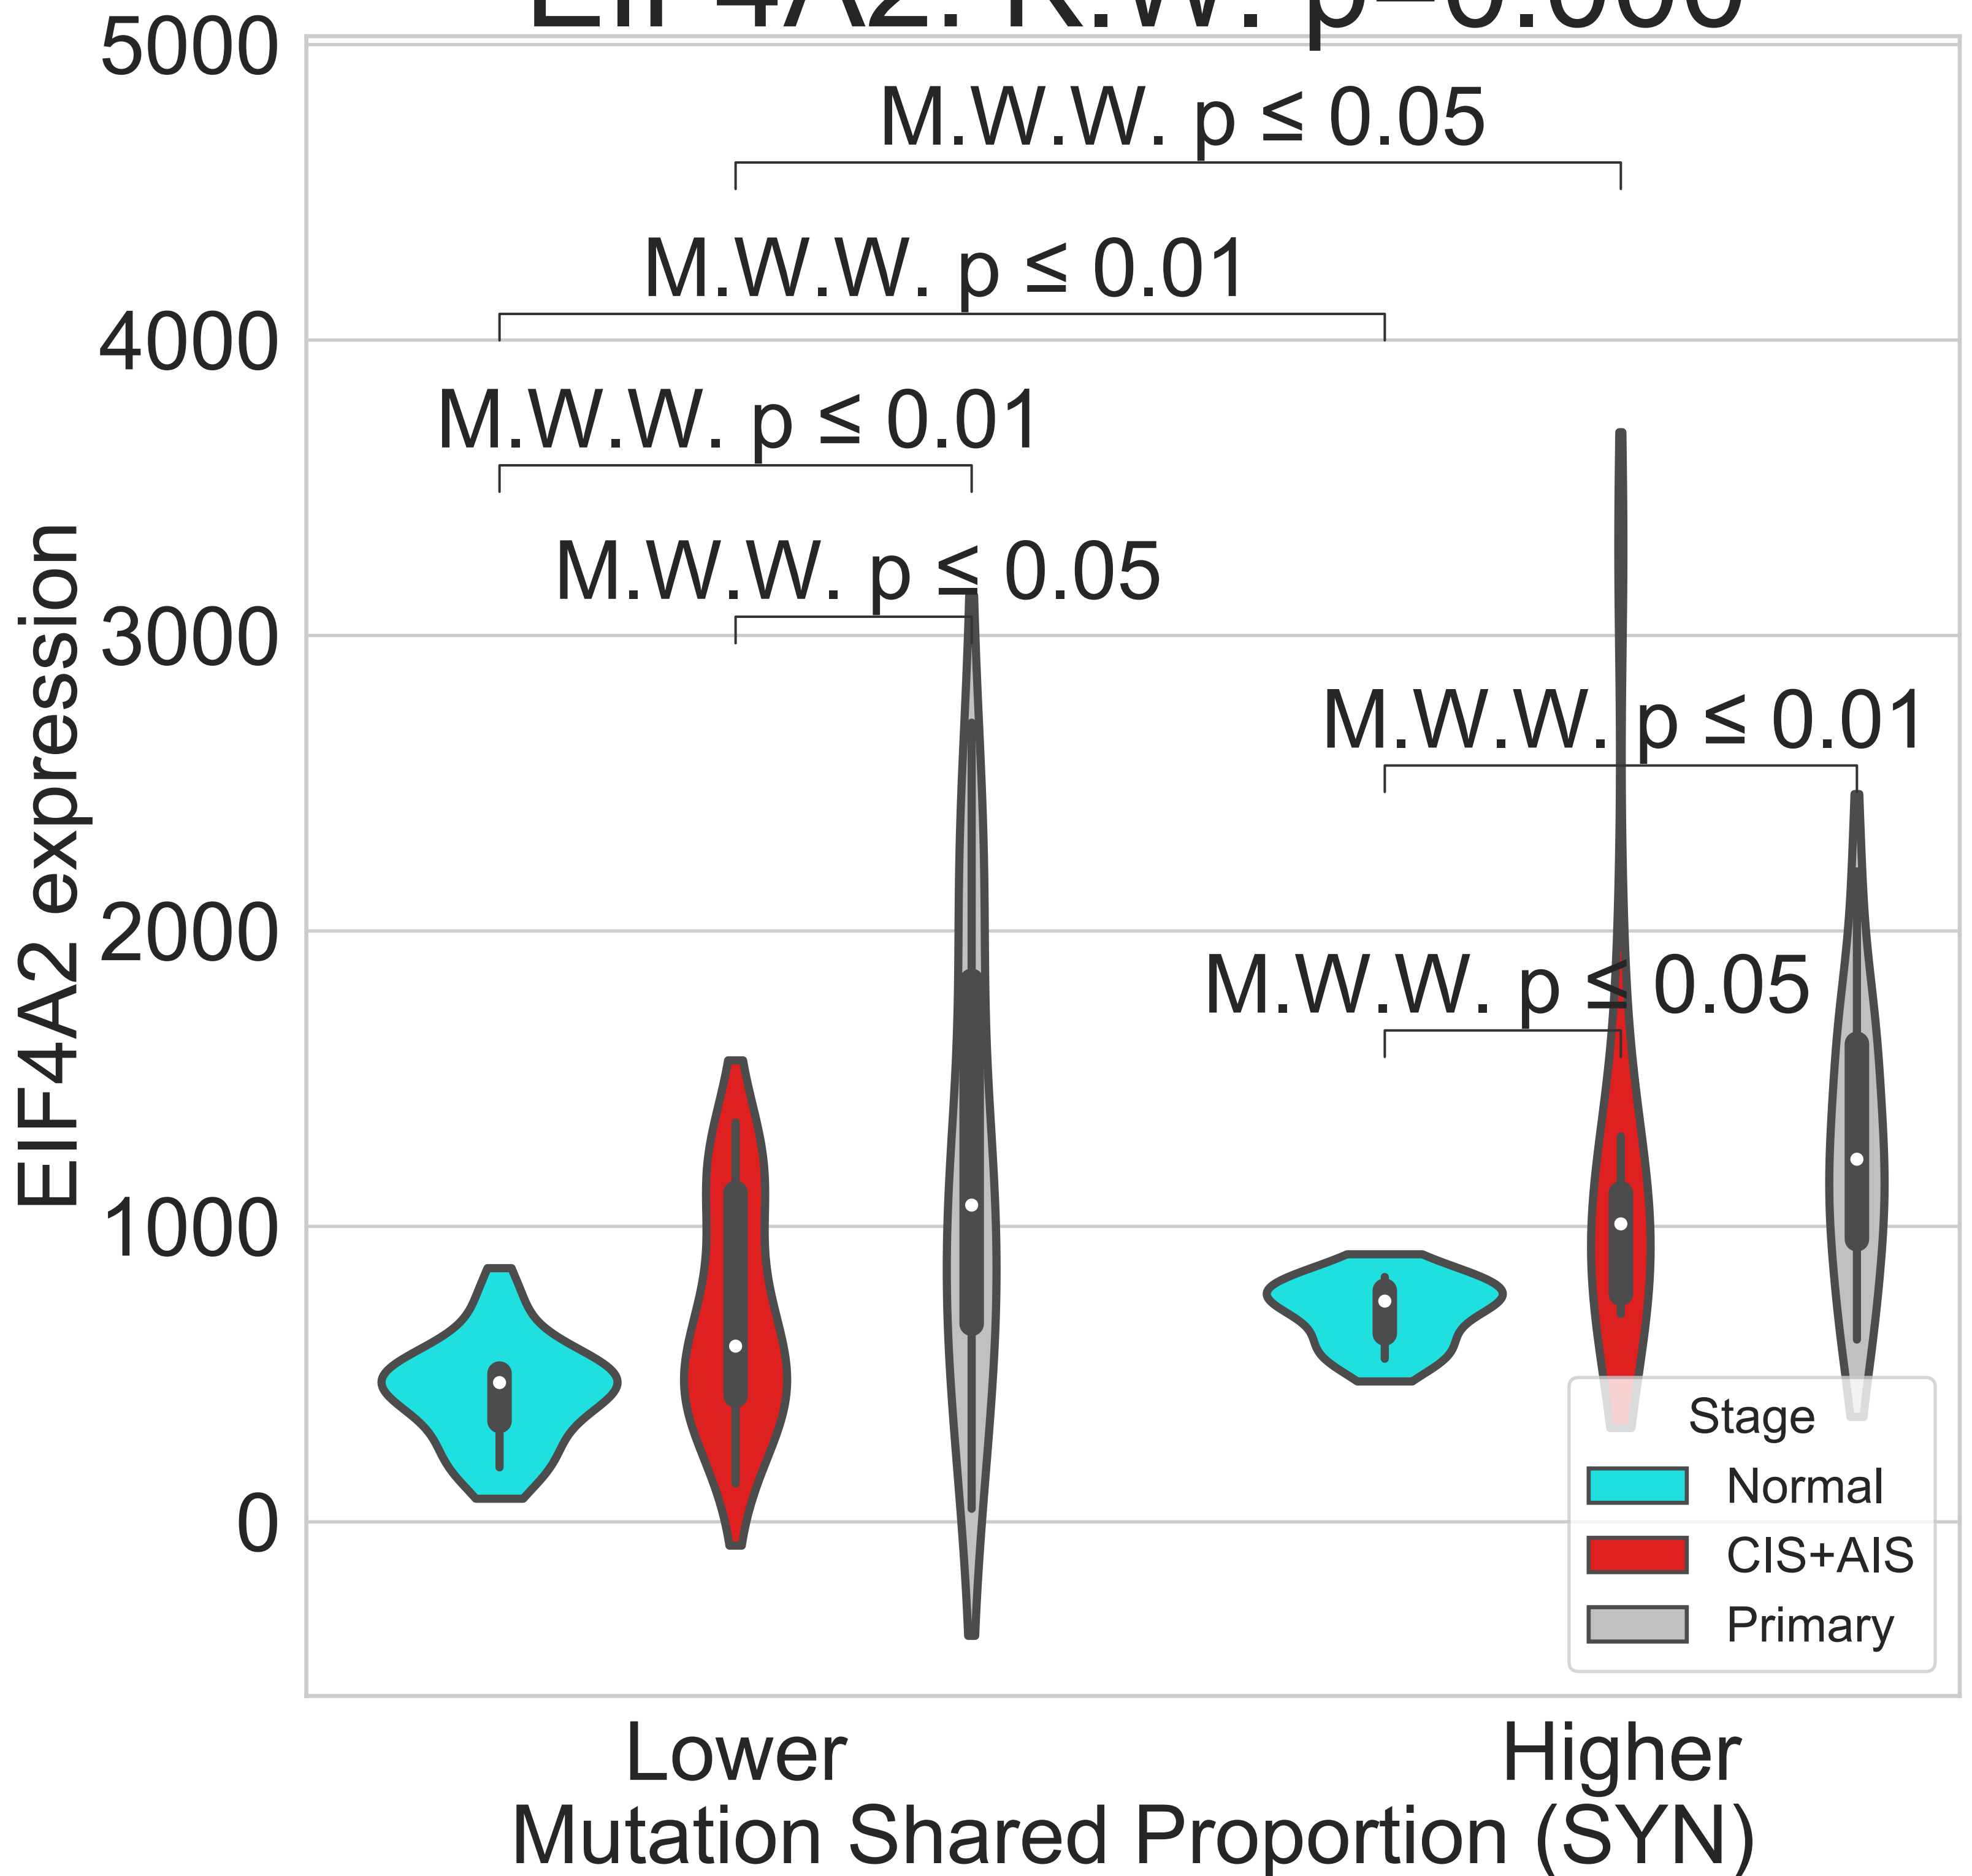 EIF4A2: K.W.
5000
M.W.W. p ≤ 0.05
M.W.W. p ≤ 0.01
4000
M.W.W. p ≤ 0.01
M.W.W. p ≤ 0.05
3000
M.W.W. p ≤ 0.01
2000
M.W.W. p ≤ 0.05
1000
0
EIF4A2 expression
Stage
Normal
CIS+AIS
Primary
Lower
Higher
Mutation Shared Proportion (SYN)